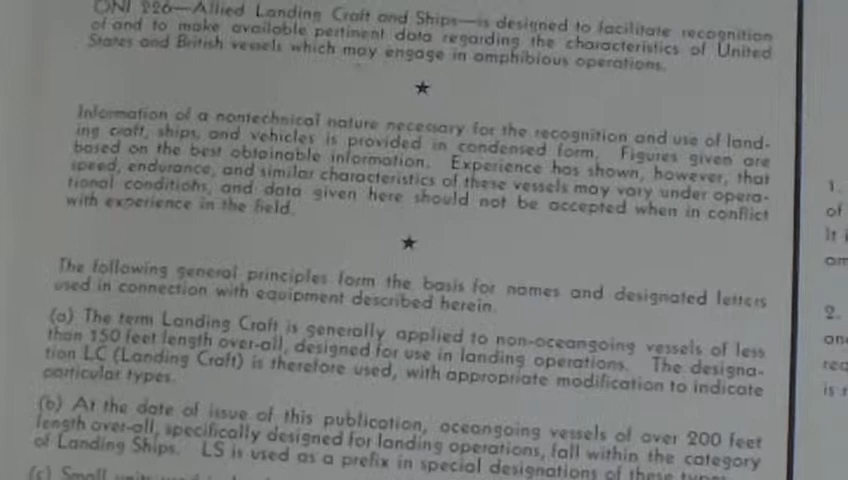 ONI 226—Allied Landing Craft and Ships—is designed to facilitate recognition
of and to make available pertinent data regarding the characteristics of United
States and British vessels which may engage in amphibious operations.
★
Information of a nontechnical nature necessary for the recognition and use of land-
ing craft, ships, and vehicles is provided in condensed form. Figures given are
based on the best obtainable information. Experience has shown, however, that
speed, endurance, and similar characteristics of these vessels may vary under opera-
tional conditions, and data given here should not be accepted when in conflict
with experience in the field.
★
The following general principles form the basis for names and designated letters
used in connection with equipment described herein.
(a) The term Landing Craft is generally applied to non-oceangoing vessels of less
than 150 feet length over-all, designed for use in landing operations. The designa-
tion LC (Landing Craft) is therefore used, with appropriate modification to indicate
particular types.
(b) At the date of issue of this publication, oceangoing vessels of over 200 feet
length over-all, specifically designed for landing operations, fall within the category
of Landing Ships. LS is used as a prefix in special designations of these types.
(c) Small units used
1.
of
It
2.
is